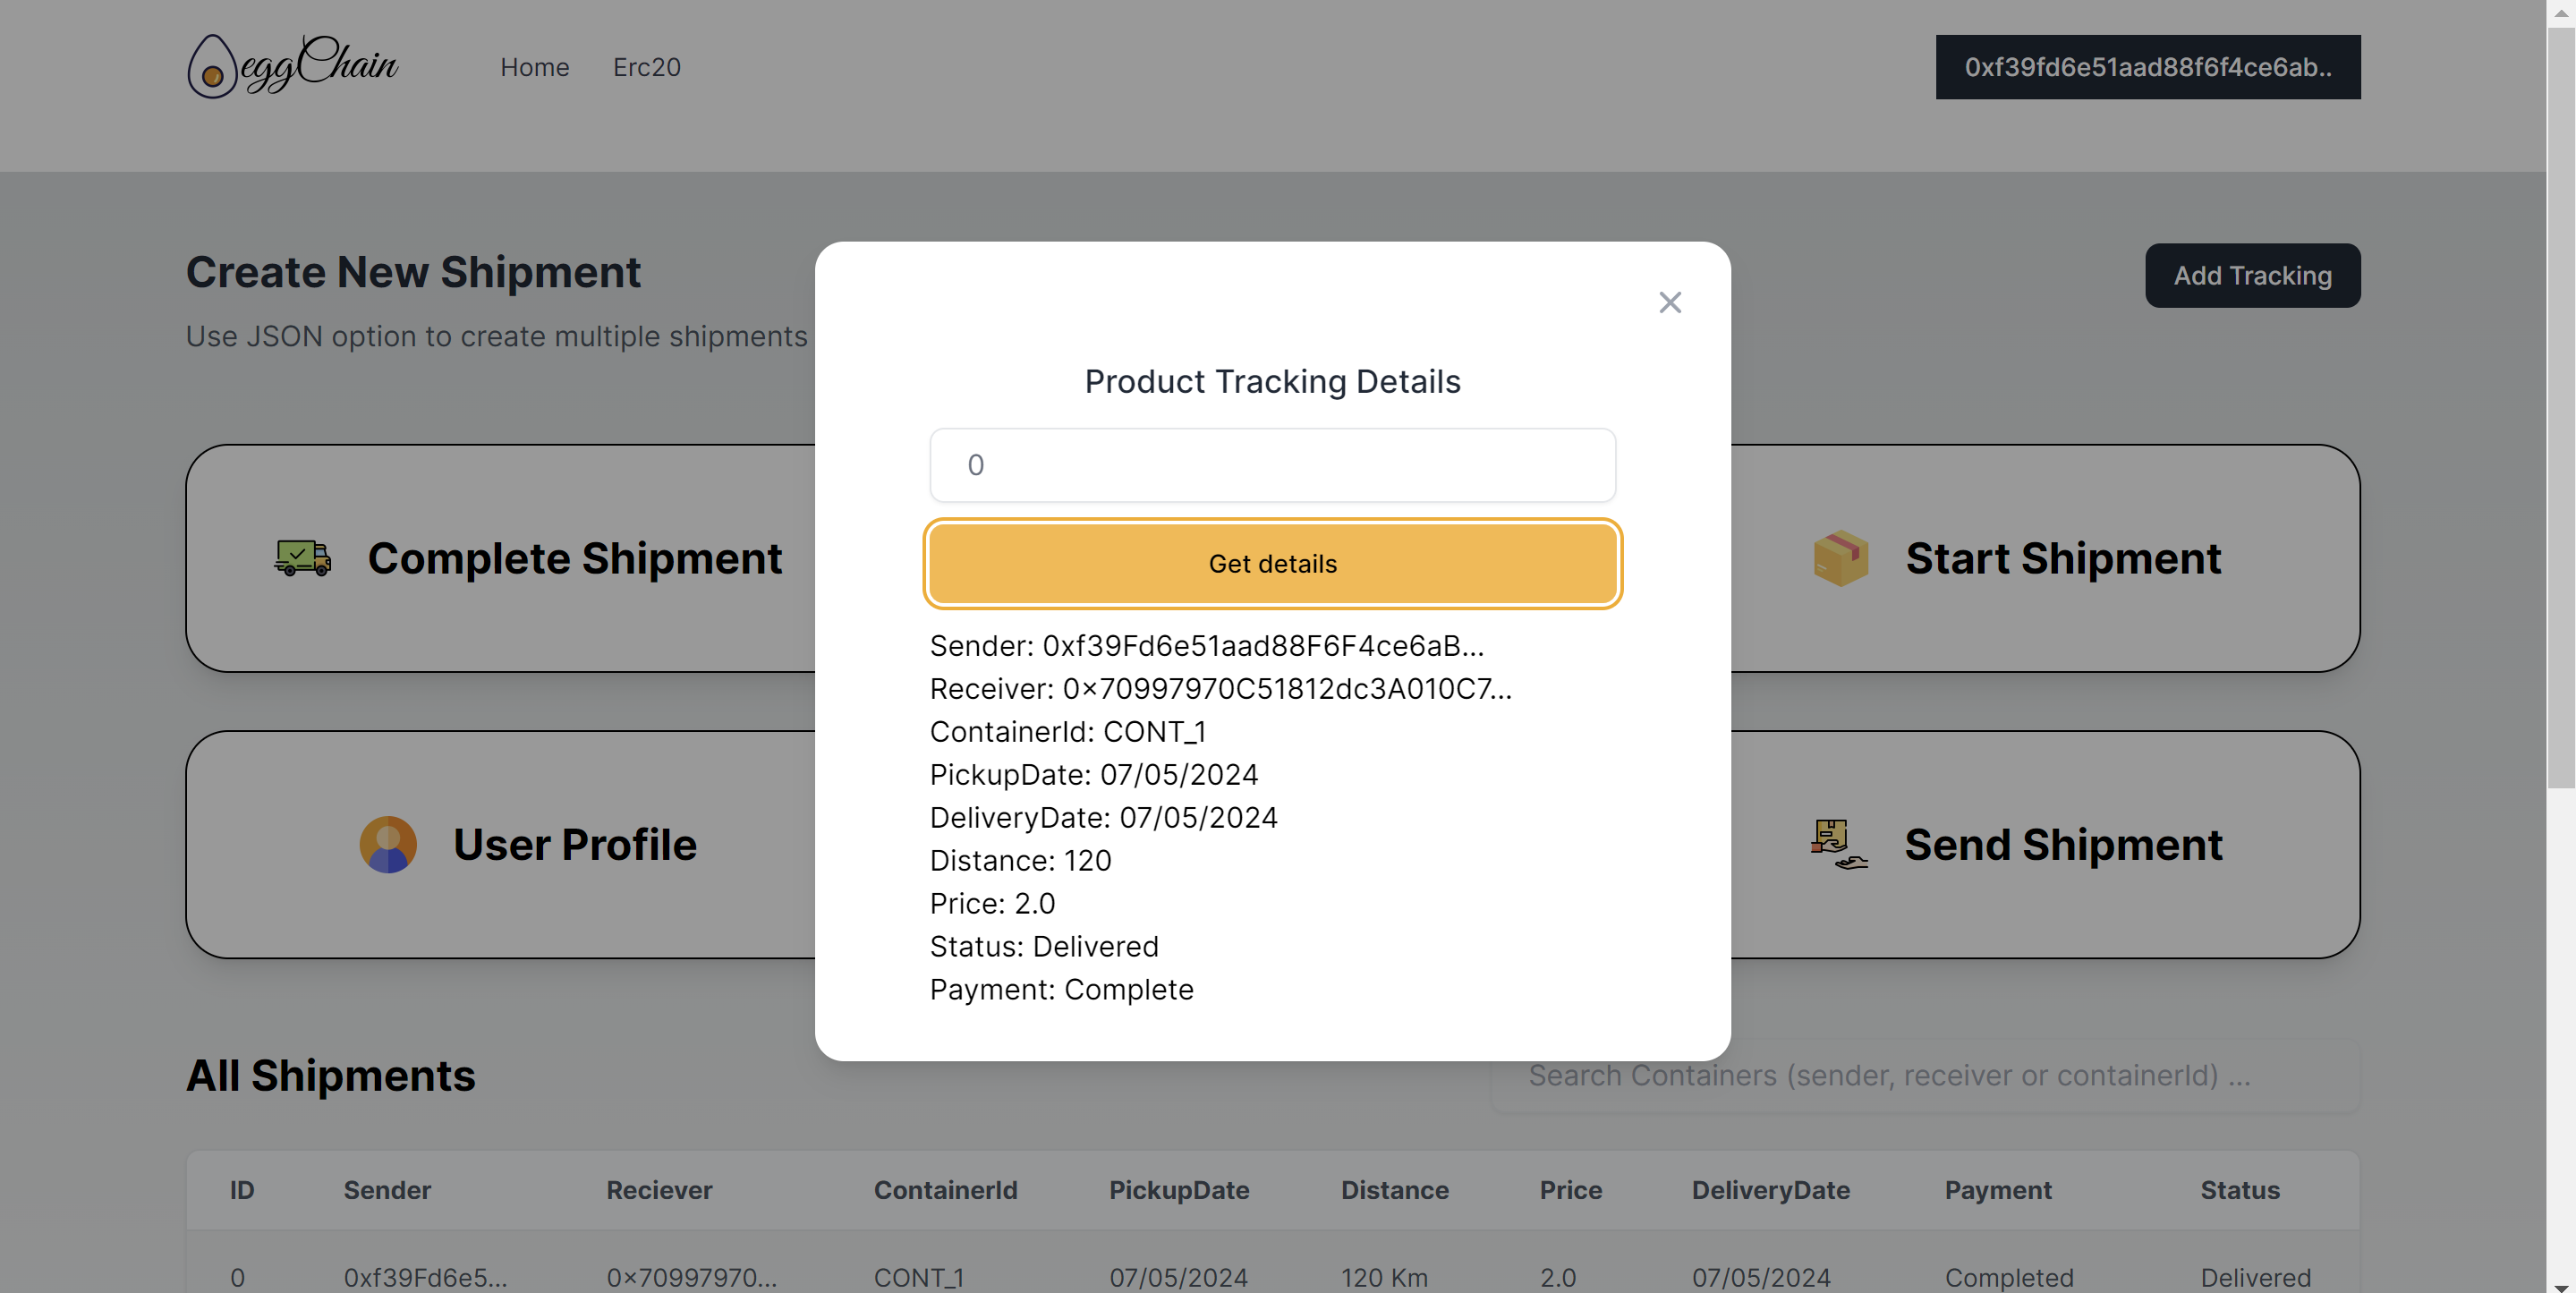 eggChain
Home
Erc20
0xf39fd6e51aad88f6f4ce6ab..
Create New Shipment
Use JSON option to create multiple shipments
Add Tracking
Product Tracking Details
0
Get details
Sender: 0xf39Fd6e51aad88F6F4ce6aB...
Receiver: 0x70997970C51812dc3A010C7...
ContainerId: CONT_1
PickupDate: 07/05/2024
DeliveryDate: 07/05/2024
Distance: 120
Price: 2.0
Status: Delivered
Payment: Complete
Complete Shipment
Start Shipment
User Profile
Send Shipment
All Shipments
Search Containers (sender, receiver or containerId) ...
ID Sender Reciever ContainerId PickupDate Distance Price DeliveryDate Payment Status
0 0xf39Fd6e5... 0x70997970... CONT_1 07/05/2024 120 Km 2.0 07/05/2024 Completed Delivered